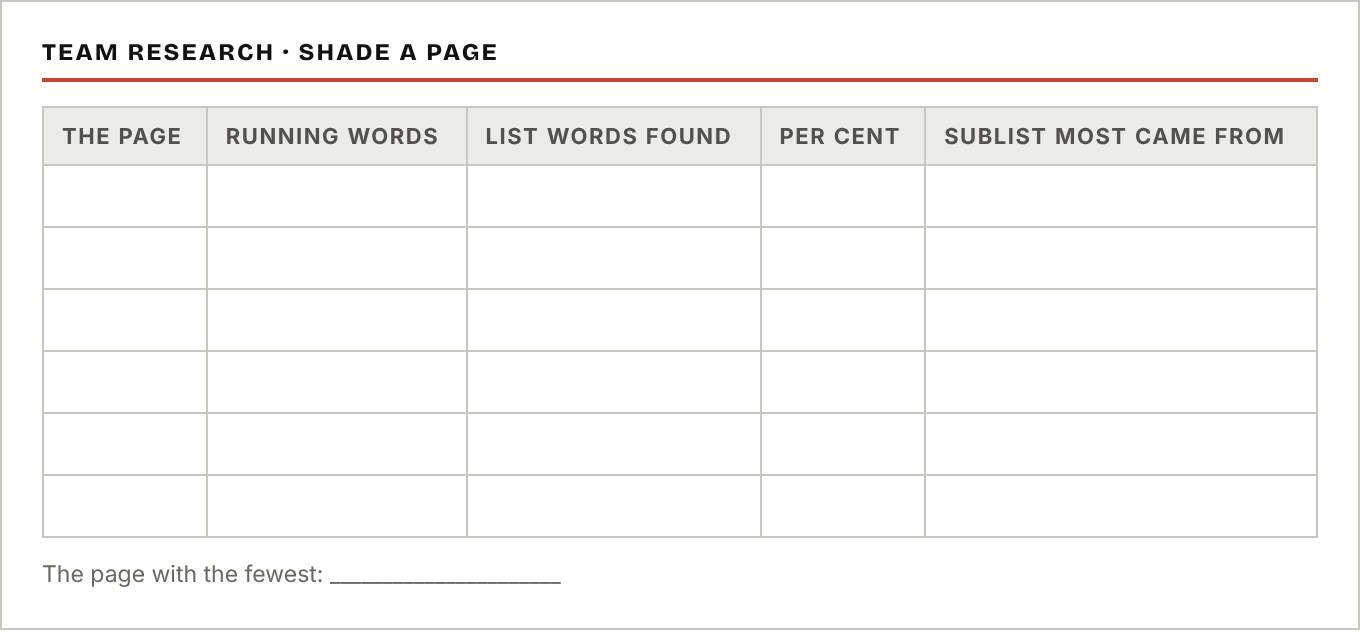 TEAM RESEARCH · SHADE A PAGE
THE PAGE RUNNING WORDS LIST WORDS FOUND PER CENT SUBLIST MOST CAME FROM
The page with the fewest: ______________________